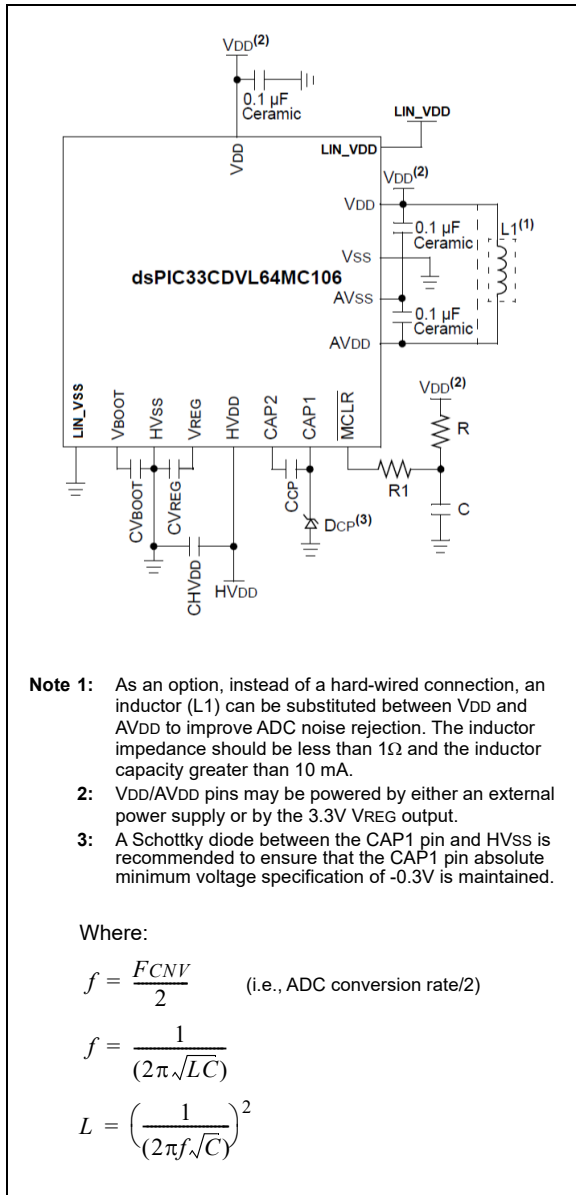 VDD(2)
0.1 µF
Ceramic
LIN_VDD
VDD
LIN_VDD
VDD(2)
VDD
0.1 µF
Ceramic
L1(1)
VSS
dsPIC33CDVL64MC106
AVSS
0.1 µF
Ceramic
AVDD
LIN_VSS
VBOOT
HVSS
VREG
HVDD
CAP2
CAP1
MCLR
VDD(2)
R
R1
C
CVBOOT
CVREG
CCP
DCP(3)
CHVDD
HVDD
Note 1: As an option, instead of a hard-wired connection, an
inductor (L1) can be substituted between VDD and
AVDD to improve ADC noise rejection. The inductor
impedance should be less than 1Ω and the inductor
capacity greater than 10 mA.
2: VDD/AVDD pins may be powered by either an external
power supply or by the 3.3V VREG output.
3: A Schottky diode between the CAP1 pin and HVSS is
recommended to ensure that the CAP1 pin absolute
minimum voltage specification of -0.3V is maintained.
Where:
f = FCNV / 2 (i.e., ADC conversion rate/2)
f = 1 / (2π√LC)
L = (1 / (2πf√C))²